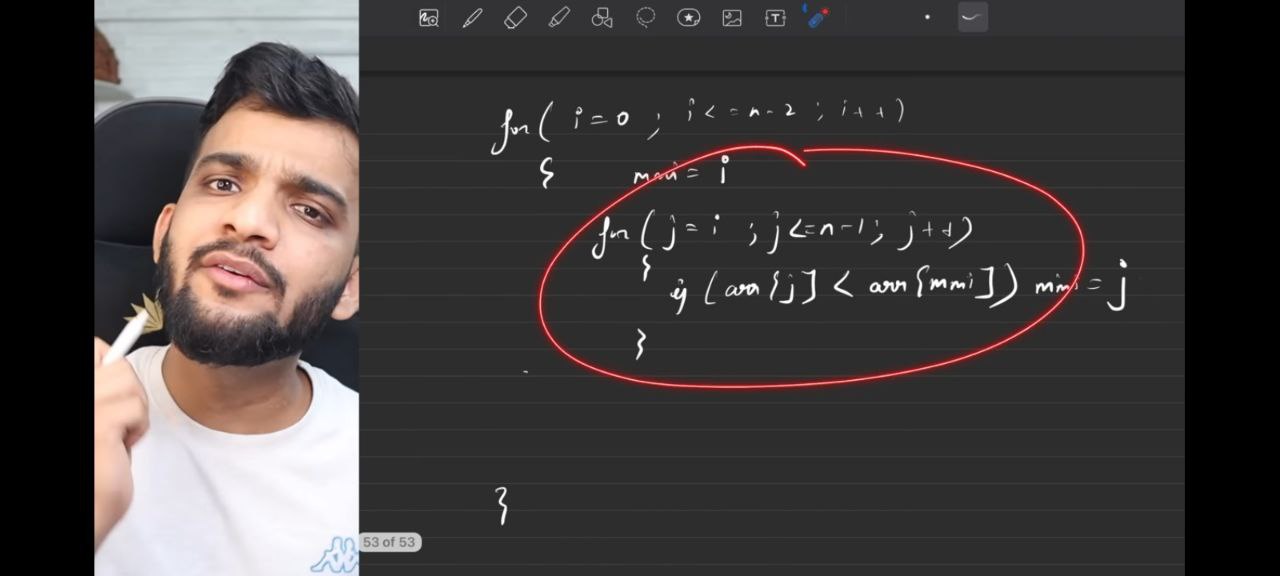 for( i=0 ; i<=n-2 ; i++)
{ mini = i
for( j=i ; j<=n-1; j++)
{
if (arr[j] < arr[mini]) mini = j
}
}
53 of 53